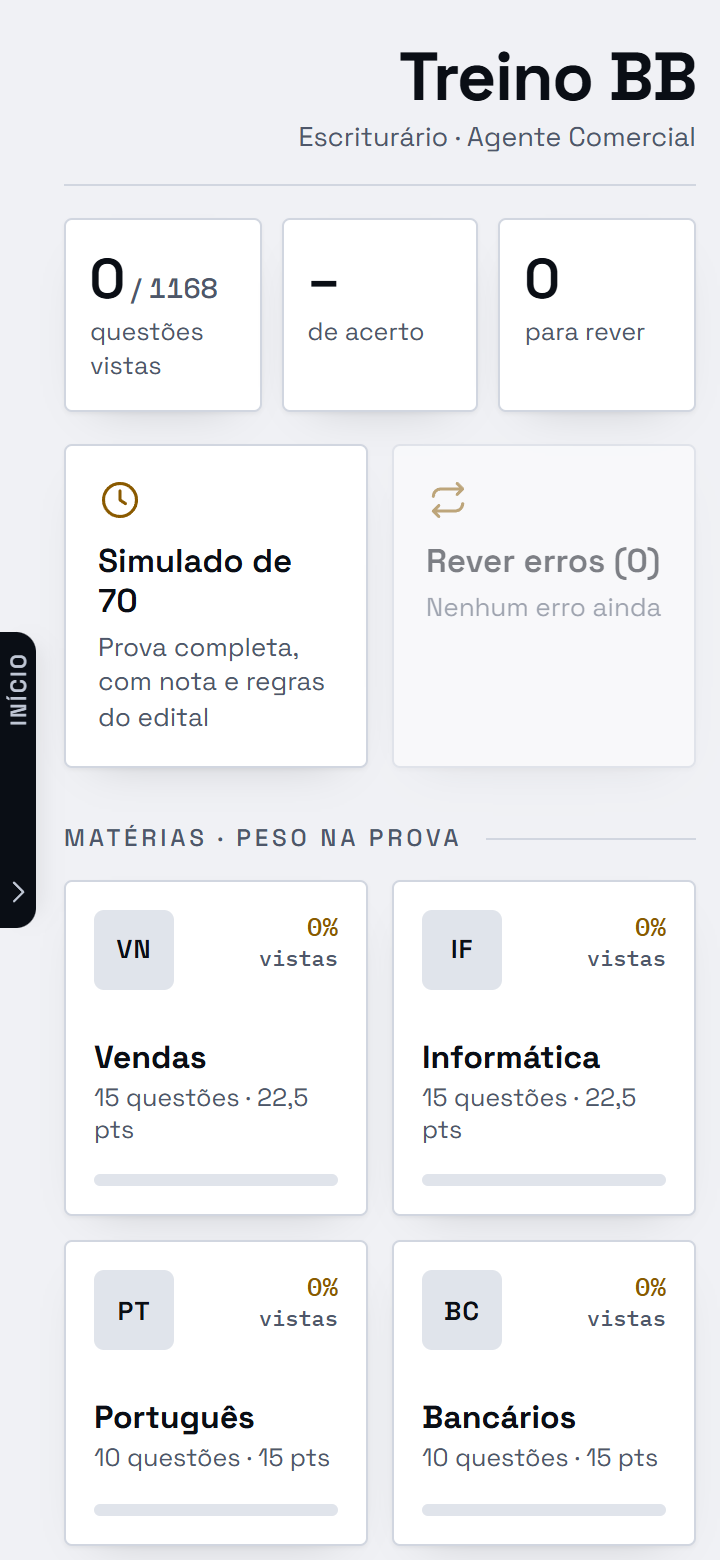 Treino BB
Escriturário · Agente Comercial
0 / 1168
questões
vistas
–
de acerto
0
para rever
Simulado de
70
Prova completa,
com nota e regras
do edital
Rever erros (0)
Nenhum erro ainda
INÍCIO
MATÉRIAS · PESO NA PROVA
VN
0%
vistas
Vendas
15 questões · 22,5
pts
IF
0%
vistas
Informática
15 questões · 22,5
pts
PT
0%
vistas
Português
10 questões · 15 pts
BC
0%
vistas
Bancários
10 questões · 15 pts